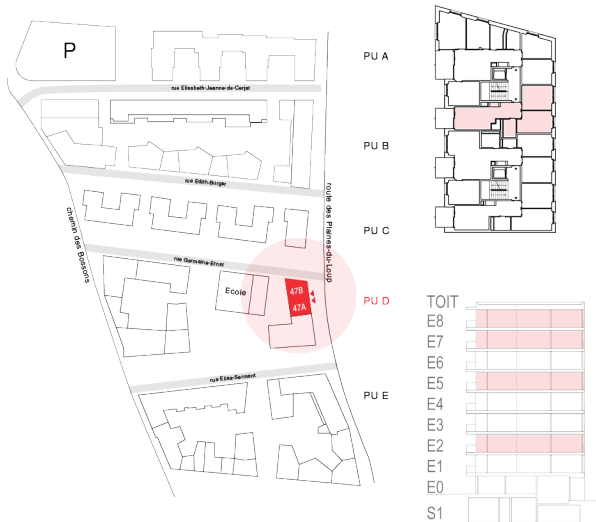 P
PU A
rue Elisabeth-Jeanne-de-Cerjat
PU B
rue Edith-Burger
route des Plaines-du-Loup
chemin des Bossons
PU C
rue Germaine-Ernst
Ecole
47B
47A
PU D
rue Elise-Serment
PU E
TOIT
E8
E7
E6
E5
E4
E3
E2
E1
E0
S1